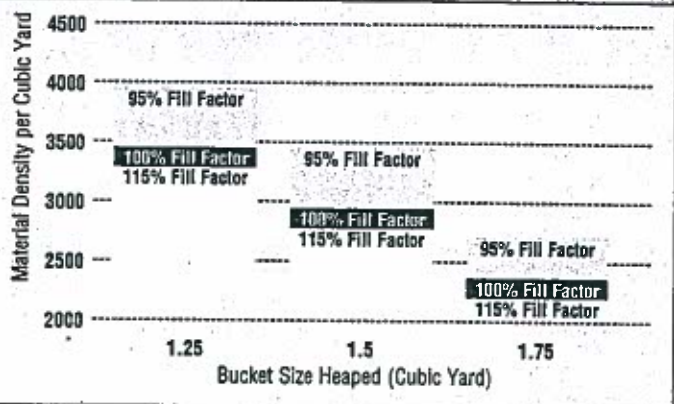 Material Density per Cubic Yard
4500
4000
95% Fill Factor
3500
100% Fill Factor
95% Fill Factor
115% Fill Factor
3000
100% Fill Factor
115% Fill Factor
95% Fill Factor
2500
100% Fill Factor
115% Fill Factor
2000
1.25 1.5 1.75
Bucket Size Heaped (Cubic Yard)